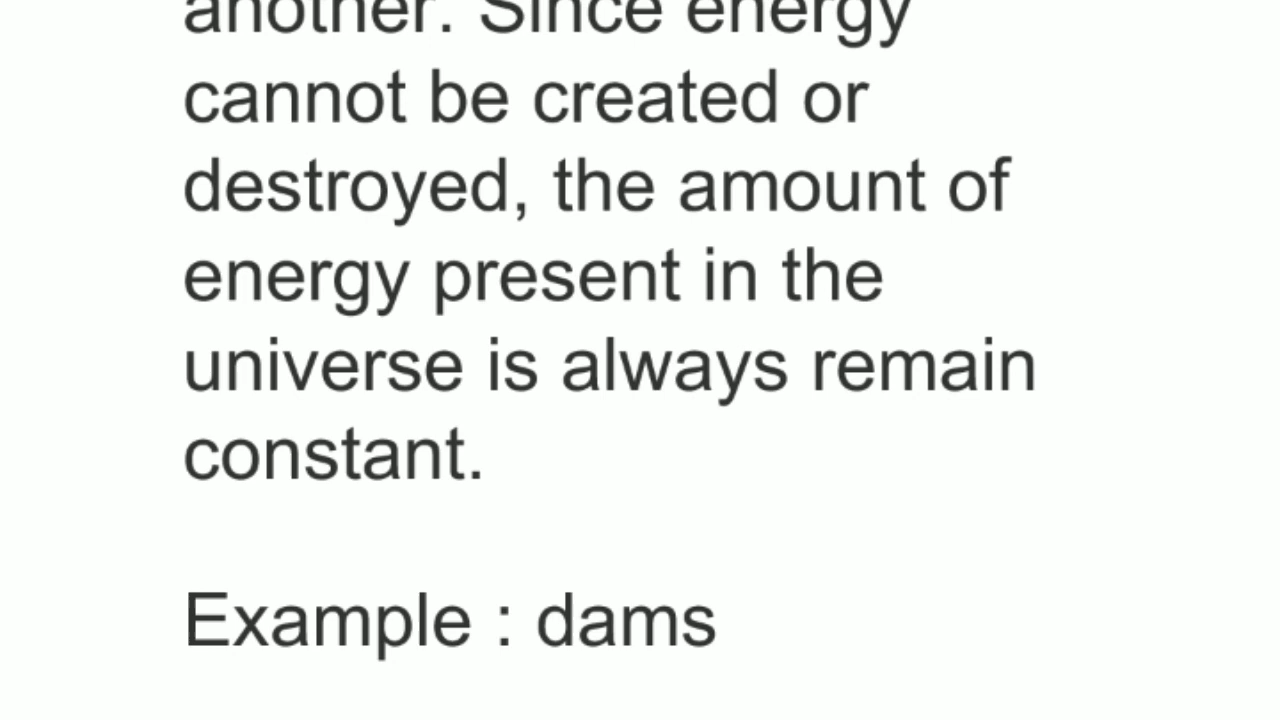 another. Since energy
cannot be created or
destroyed, the amount of
energy present in the
universe is always remain
constant.
Example : dams